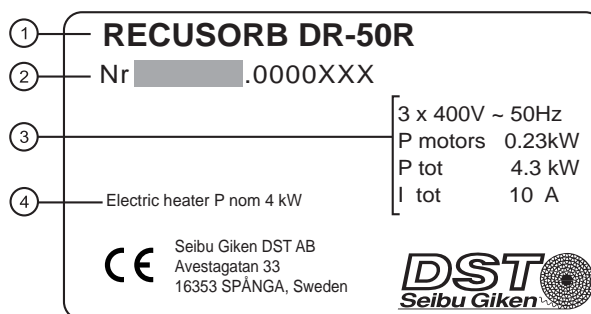 1 RECUSORB DR-50R
2 Nr .0000XXX
3
3 x 400V ~ 50Hz
P motors 0.23kW
P tot 4.3 kW
I tot 10 A
4 Electric heater P nom 4 kW
CE
Seibu Giken DST AB
Avestagatan 33
16353 SPÅNGA, Sweden
DST
Seibu Giken